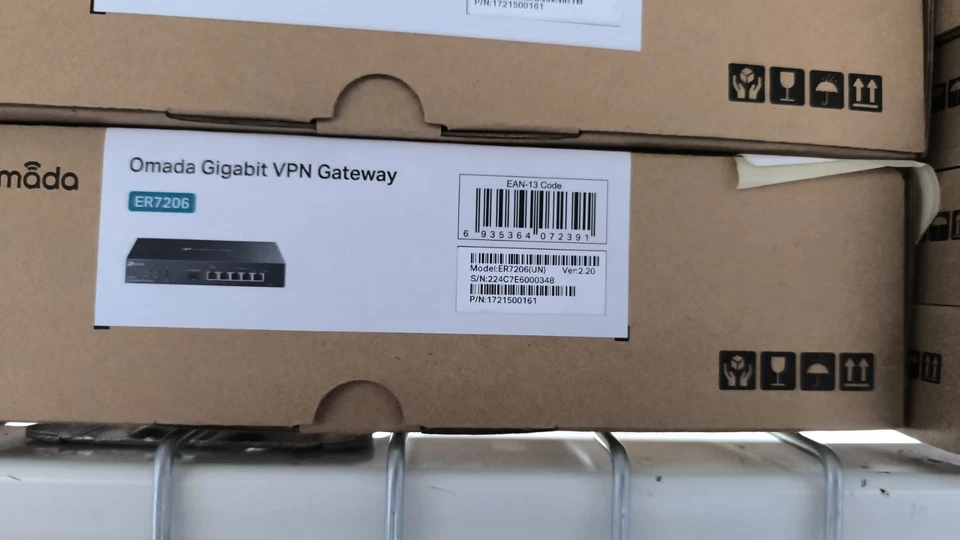 P/N:1721500161
Omada Gigabit VPN Gateway
ER7206
EAN-13 Code
6 935364 072391
Model:ER7206(UN) Ver:2.20
S/N:224C7E6000348
P/N:1721500161
omada